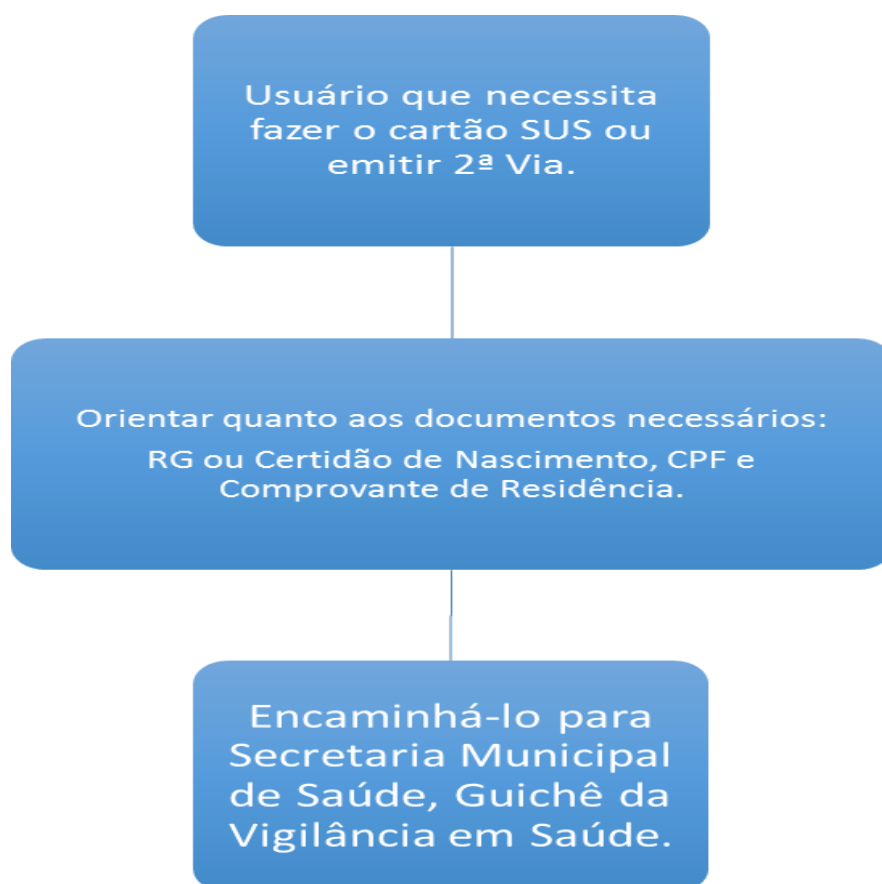 Usuário que necessita
fazer o cartão SUS ou
emitir 2ª Via.
Orientar quanto aos documentos necessários:
RG ou Certidão de Nascimento, CPF e
Comprovante de Residência.
Encaminhá-lo para
Secretaria Municipal
de Saúde, Guichê da
Vigilância em Saúde.